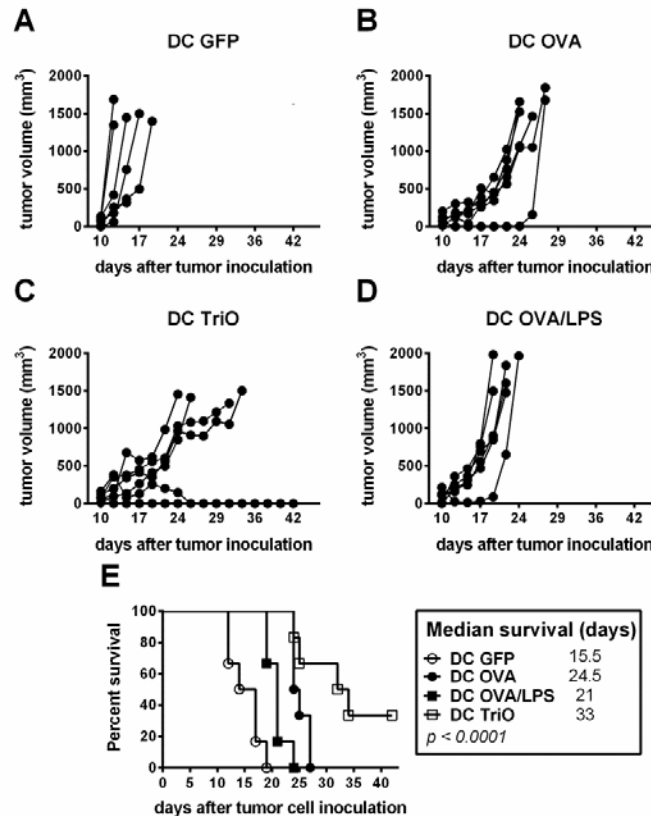 A
DC GFP
tumor volume (mm³)
2000
1500
1000
500
0
10 17 24 29 36 42
days after tumor inoculation
B
DC OVA
tumor volume (mm³)
2000
1500
1000
500
0
10 17 24 29 36 42
days after tumor inoculation
C
DC TriO
tumor volume (mm³)
2000
1500
1000
500
0
10 17 24 29 36 42
days after tumor inoculation
D
DC OVA/LPS
tumor volume (mm³)
2000
1500
1000
500
0
10 17 24 29 36 42
days after tumor inoculation
E
Percent survival
100
80
60
40
20
0
0 5 10 15 20 25 30 35 40
days after tumor cell inoculation
Median survival (days)
DC GFP 15.5
DC OVA 24.5
DC OVA/LPS 21
DC TriO 33
p < 0.0001